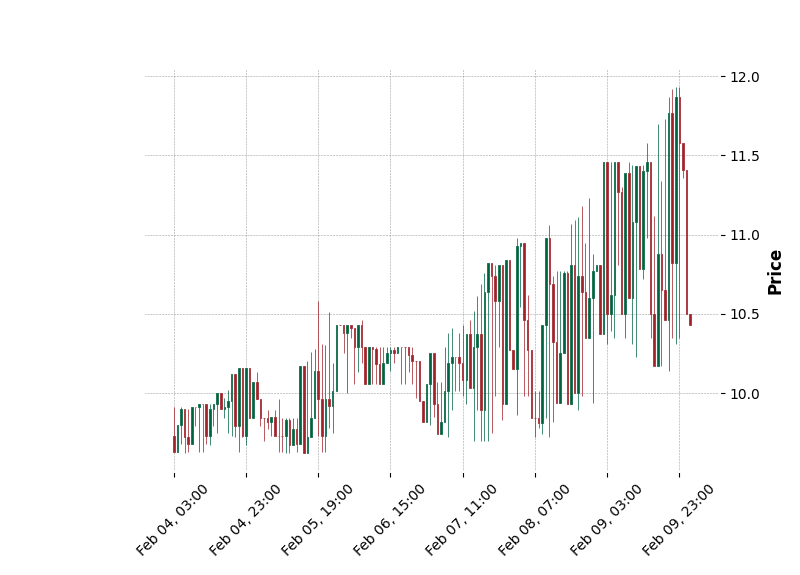 12.0
11.5
11.0
10.5
10.0
Price
Feb 04, 03:00
Feb 04, 23:00
Feb 05, 19:00
Feb 06, 15:00
Feb 07, 11:00
Feb 08, 07:00
Feb 09, 03:00
Feb 09, 23:00